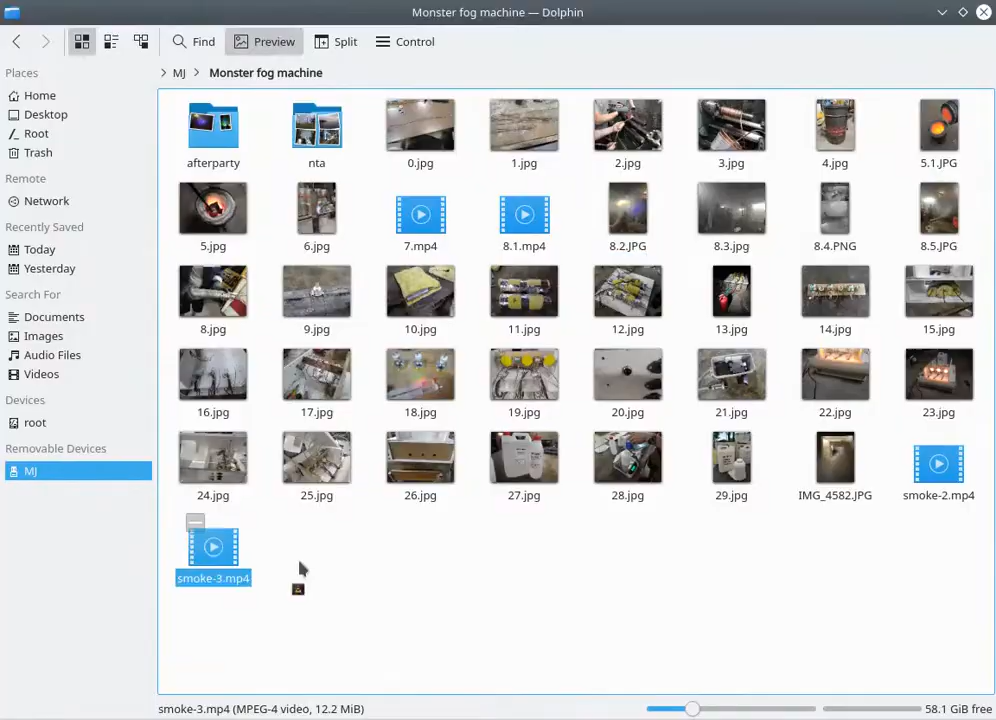 Monster fog machine — Dolphin
Find
Preview
Split
Control
Places
Home
Desktop
Root
Trash
Remote
Network
Recently Saved
Today
Yesterday
Search For
Documents
Images
Audio Files
Videos
Devices
root
Removable Devices
MJ
MJ Monster fog machine
afterparty nta 0.jpg 1.jpg 2.jpg 3.jpg 4.jpg 5.1.JPG
5.jpg 6.jpg 7.mp4 8.1.mp4 8.2.JPG 8.3.jpg 8.4.PNG 8.5.JPG
8.jpg 9.jpg 10.jpg 11.jpg 12.jpg 13.jpg 14.jpg 15.jpg
16.jpg 17.jpg 18.jpg 19.jpg 20.jpg 21.jpg 22.jpg 23.jpg
24.jpg 25.jpg 26.jpg 27.jpg 28.jpg 29.jpg IMG_4582.JPG smoke-2.mp4
smoke-3.mp4
smoke-3.mp4 (MPEG-4 video, 12.2 MiB)
58.1 GiB free